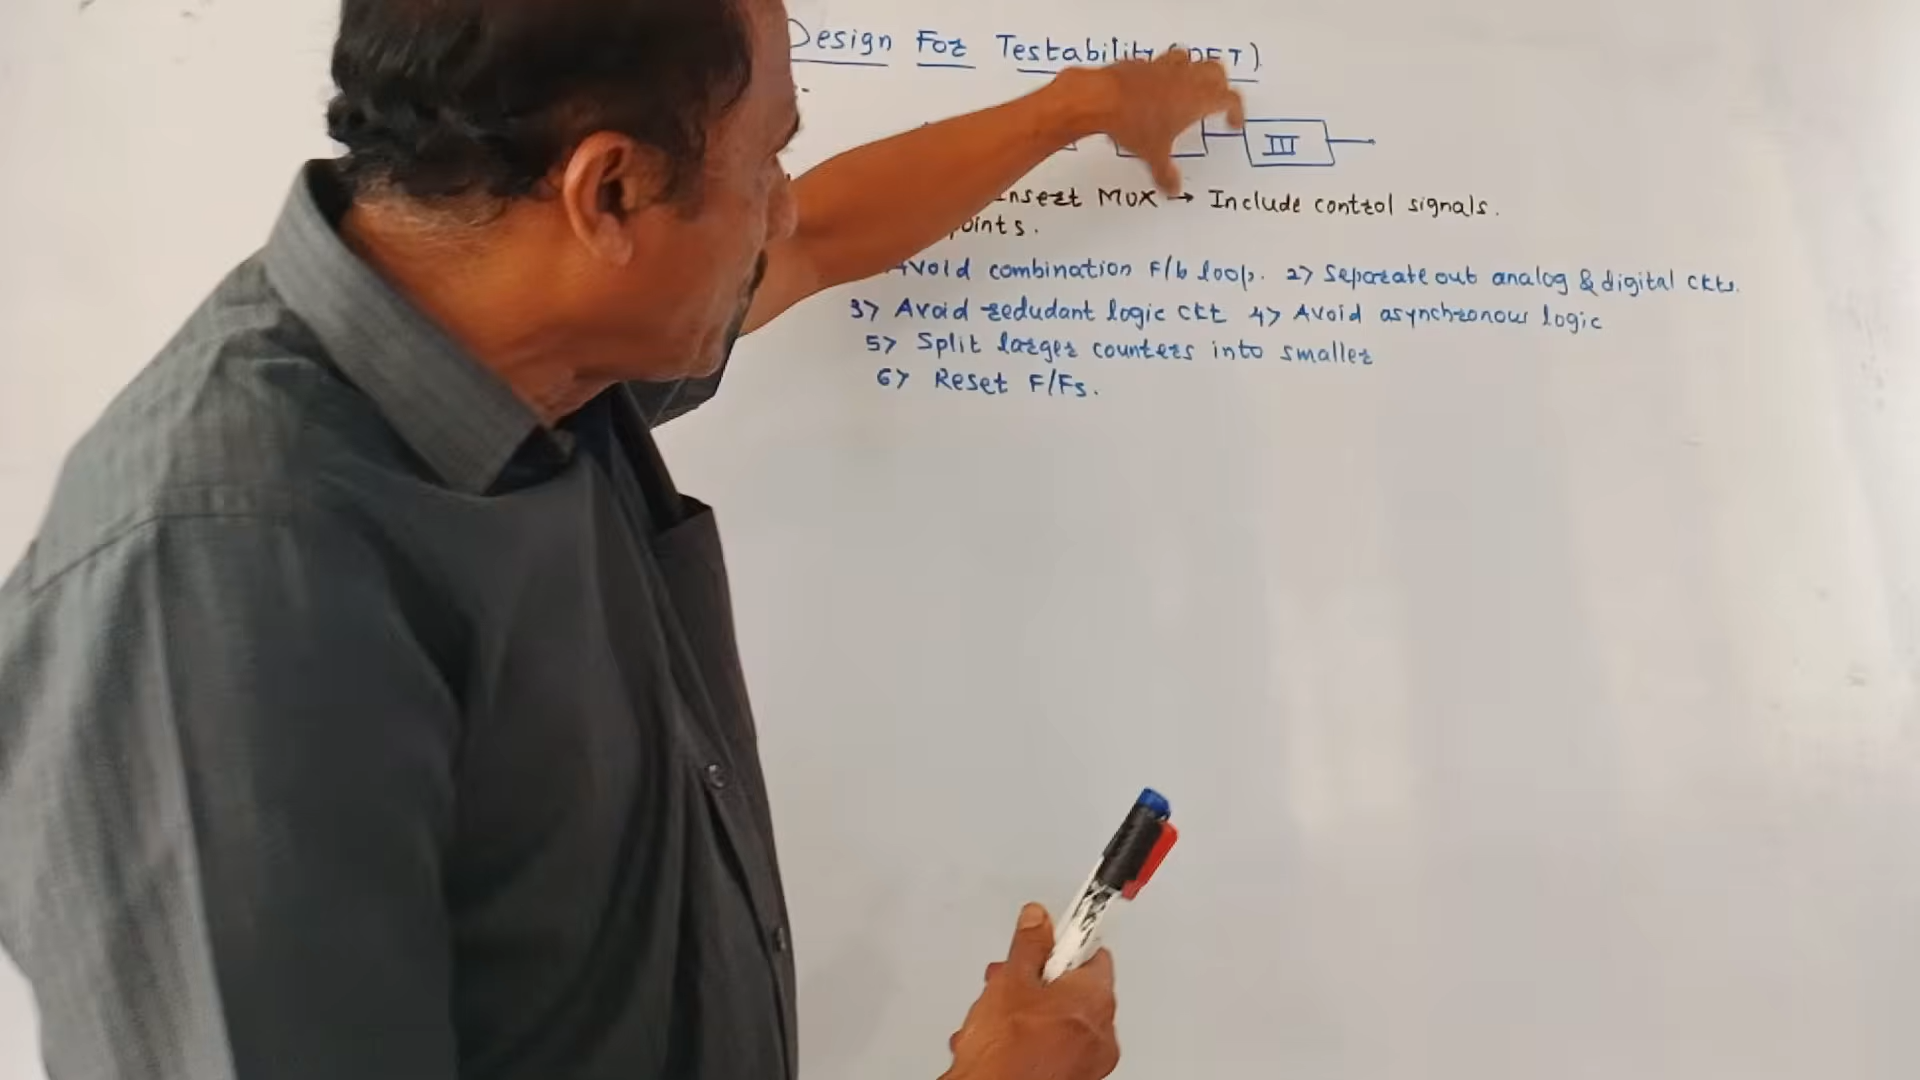 Design For Testability (DFT).
III
Insert MUX → Include control signals.
points.
Avoid combination F/b loop. 2> Separate out analog & digital ckts.
3> Avoid redudant logic ckt 4> Avoid asynchronous logic
5> Split larger counters into smaller
6> Reset F/Fs.